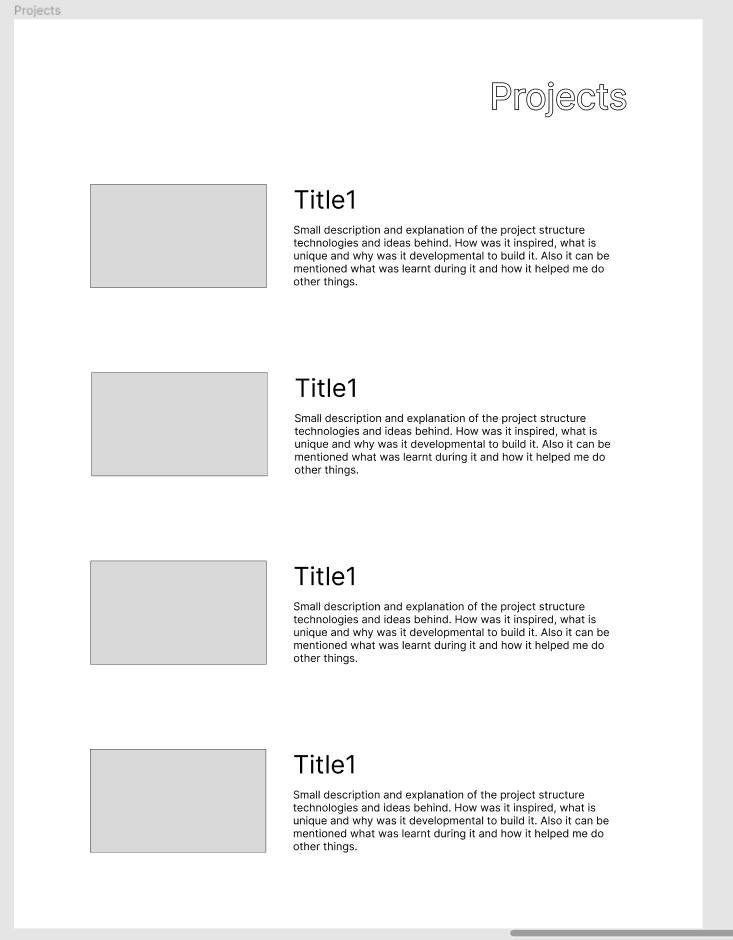 Projects
Projects
Title1
Small description and explanation of the project structure
technologies and ideas behind. How was it inspired, what is
unique and why was it developmental to build it. Also it can be
mentioned what was learnt during it and how it helped me do
other things.
Title1
Small description and explanation of the project structure
technologies and ideas behind. How was it inspired, what is
unique and why was it developmental to build it. Also it can be
mentioned what was learnt during it and how it helped me do
other things.
Title1
Small description and explanation of the project structure
technologies and ideas behind. How was it inspired, what is
unique and why was it developmental to build it. Also it can be
mentioned what was learnt during it and how it helped me do
other things.
Title1
Small description and explanation of the project structure
technologies and ideas behind. How was it inspired, what is
unique and why was it developmental to build it. Also it can be
mentioned what was learnt during it and how it helped me do
other things.